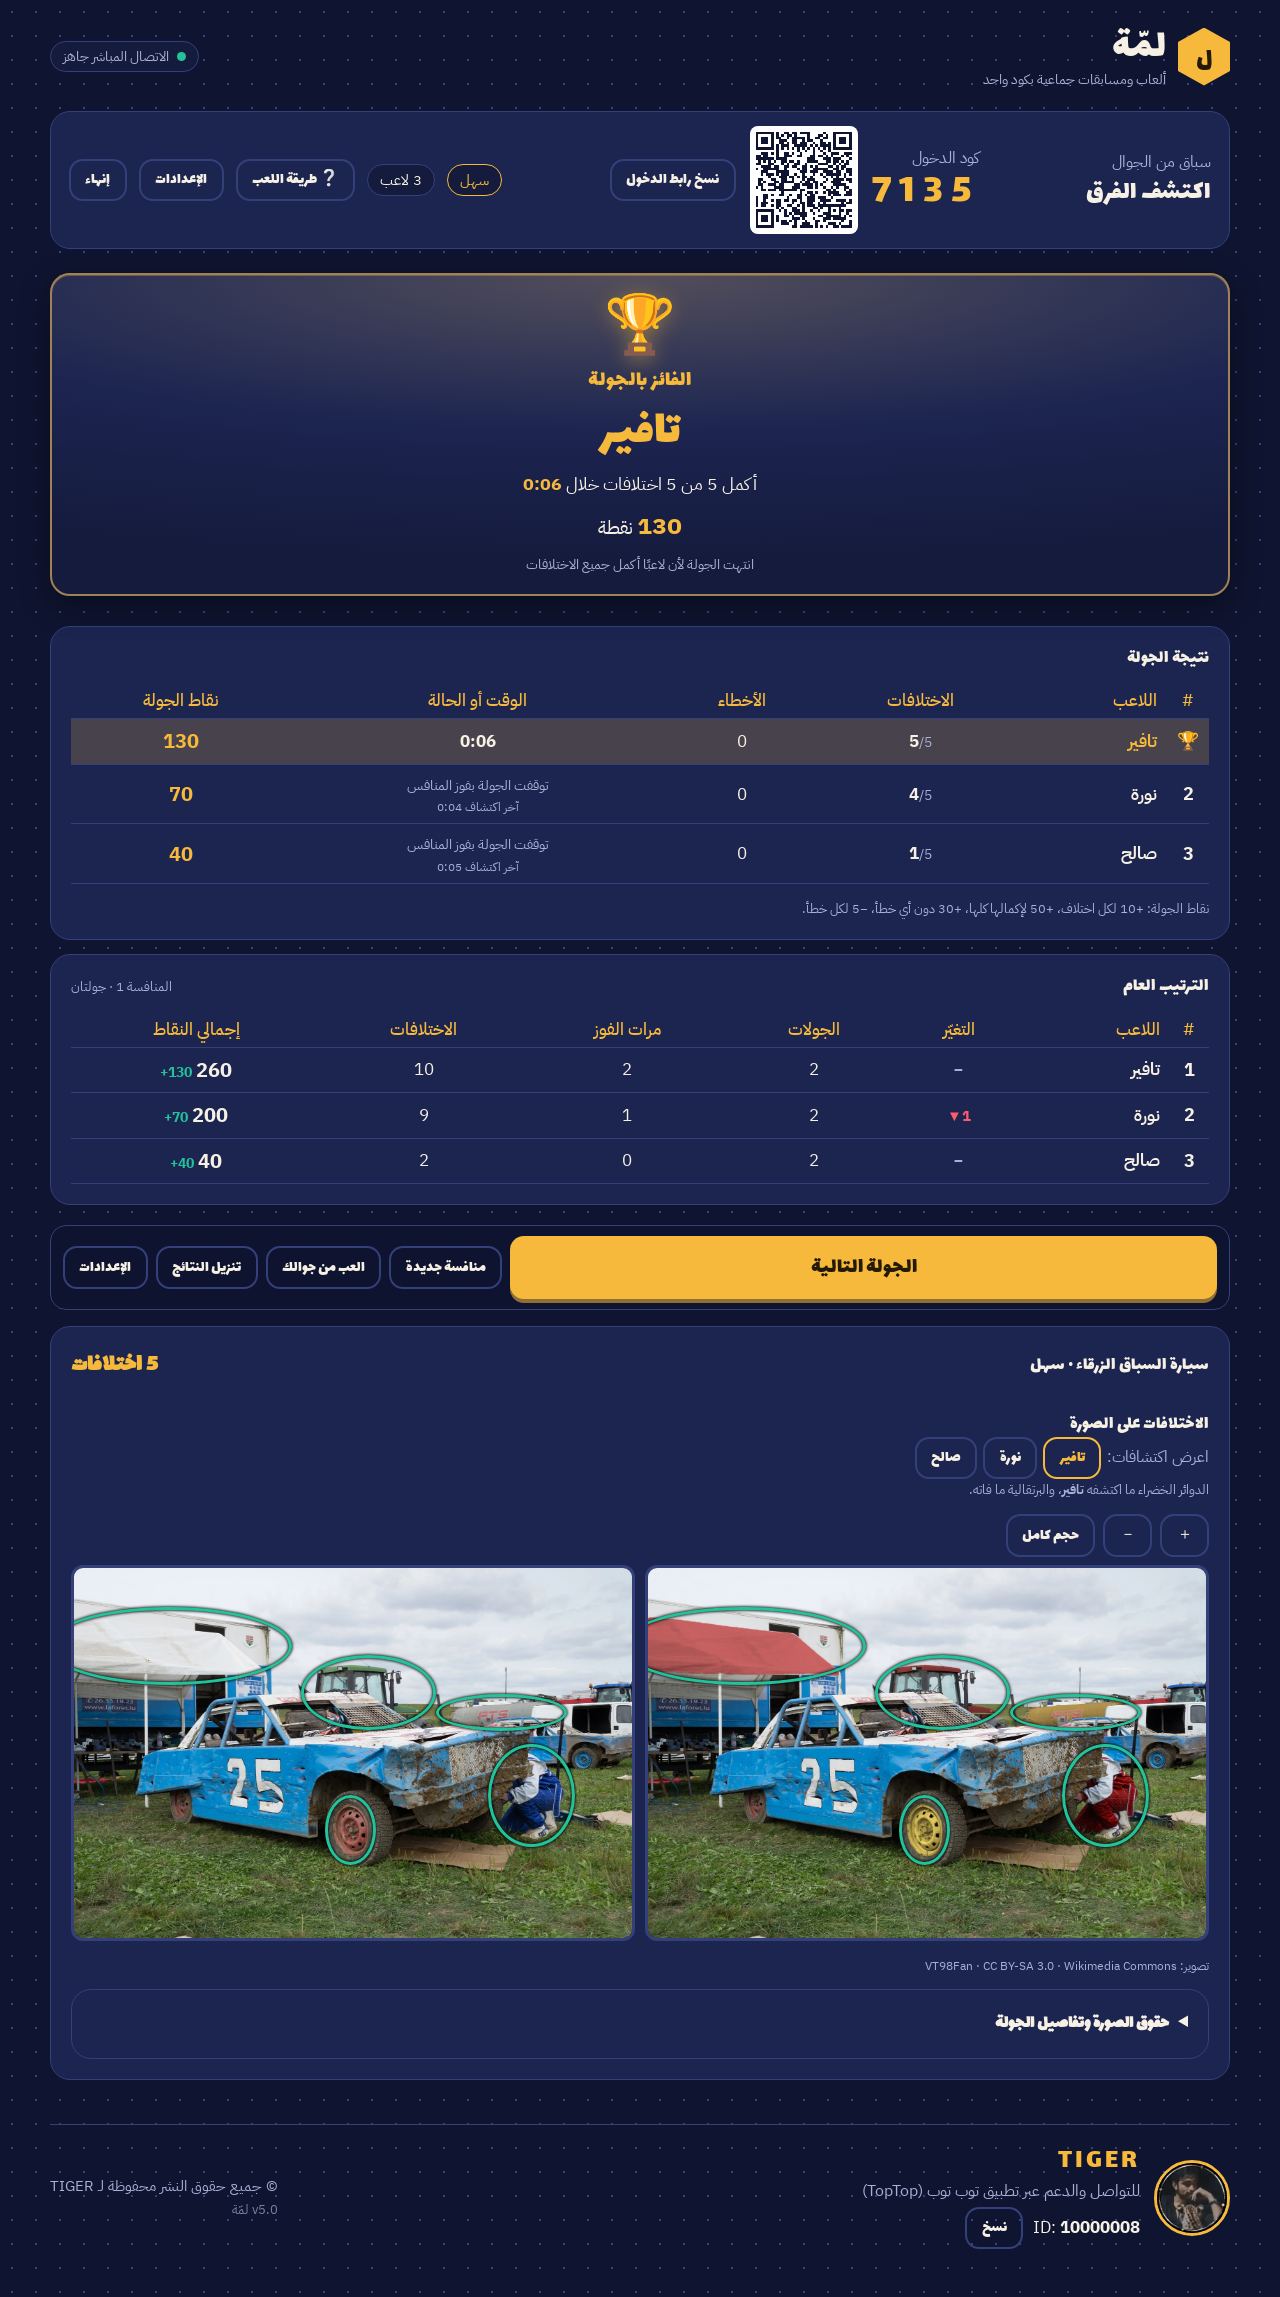 ل
لمّة
ألعاب ومسابقات جماعية بكود واحد
الاتصال المباشر جاهز
سباق من الجوال
اكتشف الفرق
كود الدخول
7135
نسخ رابط الدخول
سهل
3 لاعب
❔ طريقة اللعب
الإعدادات
إنهاء
الفائز بالجولة
تافير
أكمل 5 من 5 اختلافات خلال 0:06
130 نقطة
انتهت الجولة لأن لاعبًا أكمل جميع الاختلافات
نتيجة الجولة
# اللاعب الاختلافات الأخطاء الوقت أو الحالة نقاط الجولة
🏆 تافير 5/5 0 0:06 130
2 نورة 4/5 0 توقفت الجولة بفوز المنافس 70
آخر اكتشاف 0:04
3 صالح 1/5 0 توقفت الجولة بفوز المنافس 40
آخر اكتشاف 0:05
نقاط الجولة: +10 لكل اختلاف، +50 لإكمالها كلها، +30 دون أي خطأ، −5 لكل خطأ.
الترتيب العام
المنافسة 1 · جولتان
# اللاعب التغيّر الجولات مرات الفوز الاختلافات إجمالي النقاط
1 تافير – 2 2 10 260 +130
2 نورة ▼1 2 1 9 200 +70
3 صالح – 2 0 2 40 +40
الجولة التالية
منافسة جديدة
العب من جوالك
تنزيل النتائج
الإعدادات
سيارة السباق الزرقاء · سهل
5 اختلافات
الاختلافات على الصورة
اعرض اكتشافات: تافير نورة صالح
الدوائر الخضراء ما اكتشفه تافير، والبرتقالية ما فاته.
+ − حجم كامل
25
25
تصوير: VT98Fan · CC BY-SA 3.0 · Wikimedia Commons
◀ حقوق الصورة وتفاصيل الجولة
TIGER
للتواصل والدعم عبر تطبيق توب توب (TopTop)
ID: 10000008 نسخ
© جميع حقوق النشر محفوظة لـ TIGER
لمّة v5.0